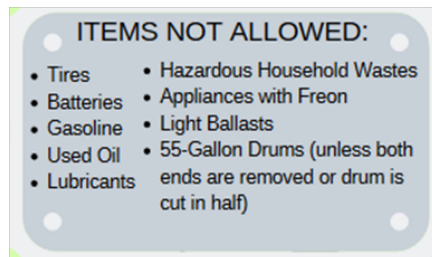 ITEMS NOT ALLOWED:
• Tires
• Batteries
• Gasoline
• Used Oil
• Lubricants
• Hazardous Household Wastes
• Appliances with Freon
• Light Ballasts
• 55-Gallon Drums (unless both
ends are removed or drum is
cut in half)